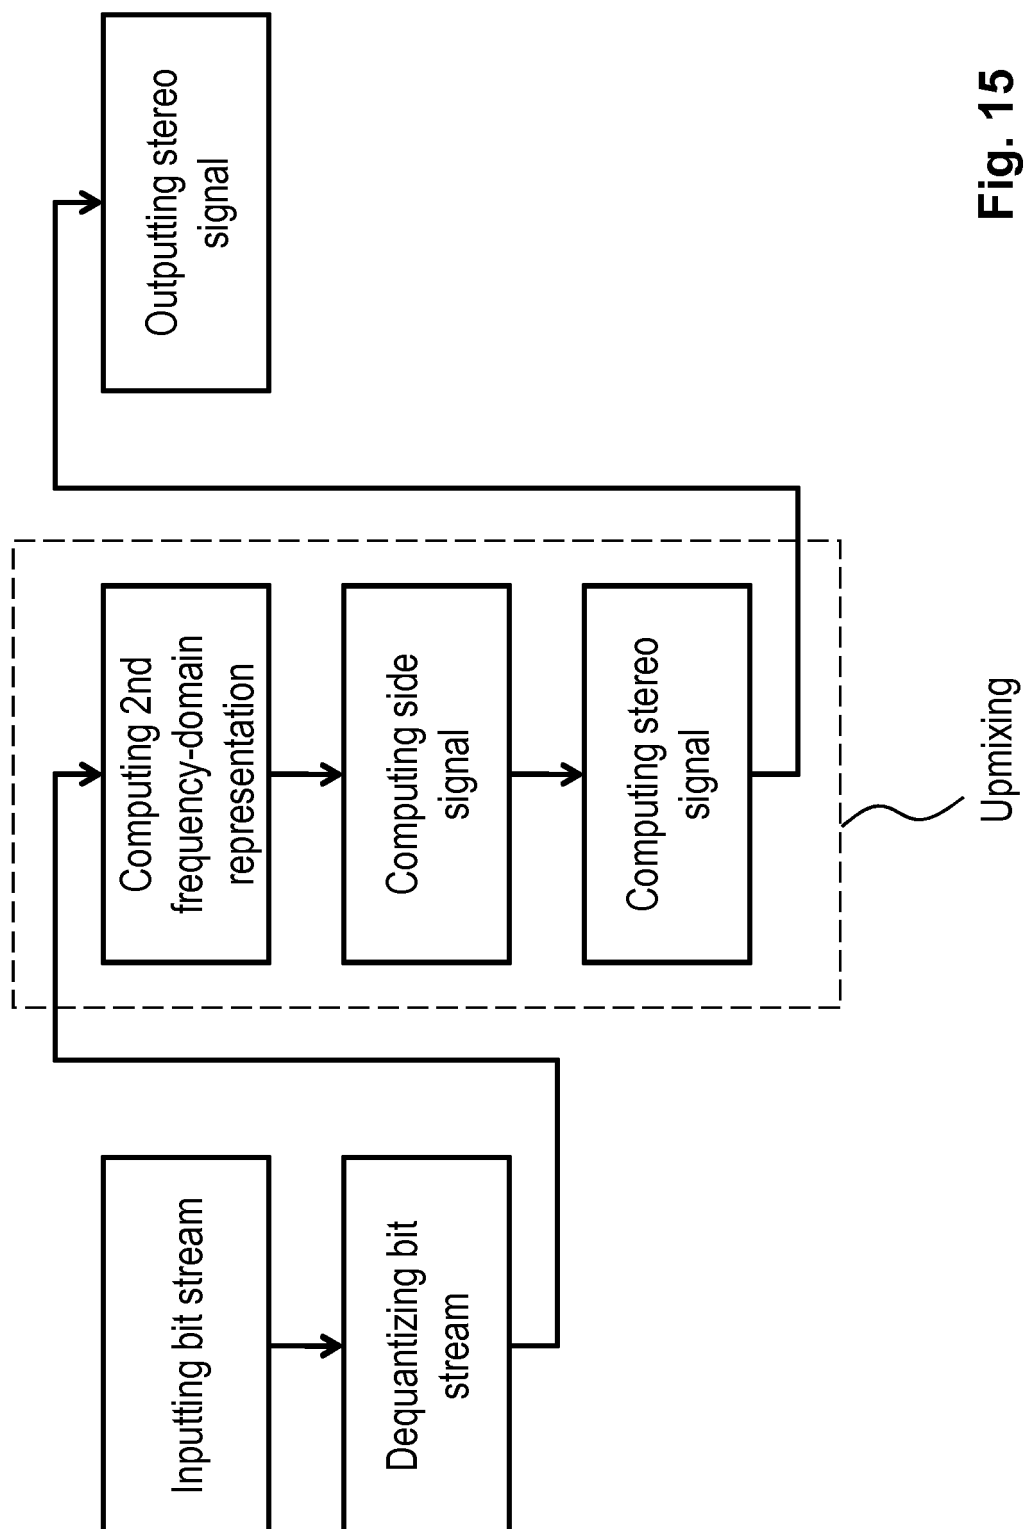 Inputting bit stream
Dequantizing bit
stream
Computing 2nd
frequency-domain
representation
Computing side
signal
Computing stereo
signal
Outputting stereo
signal
Upmixing
Fig. 15